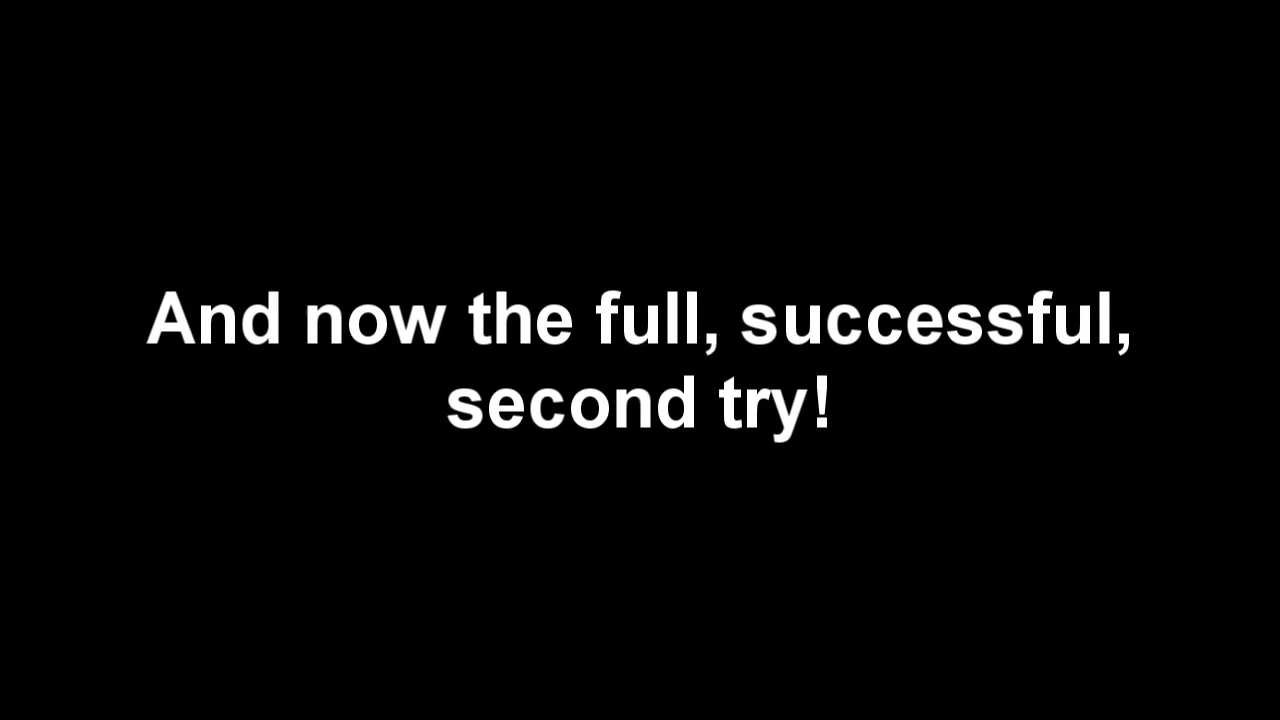 And now the full, successful,
second try!